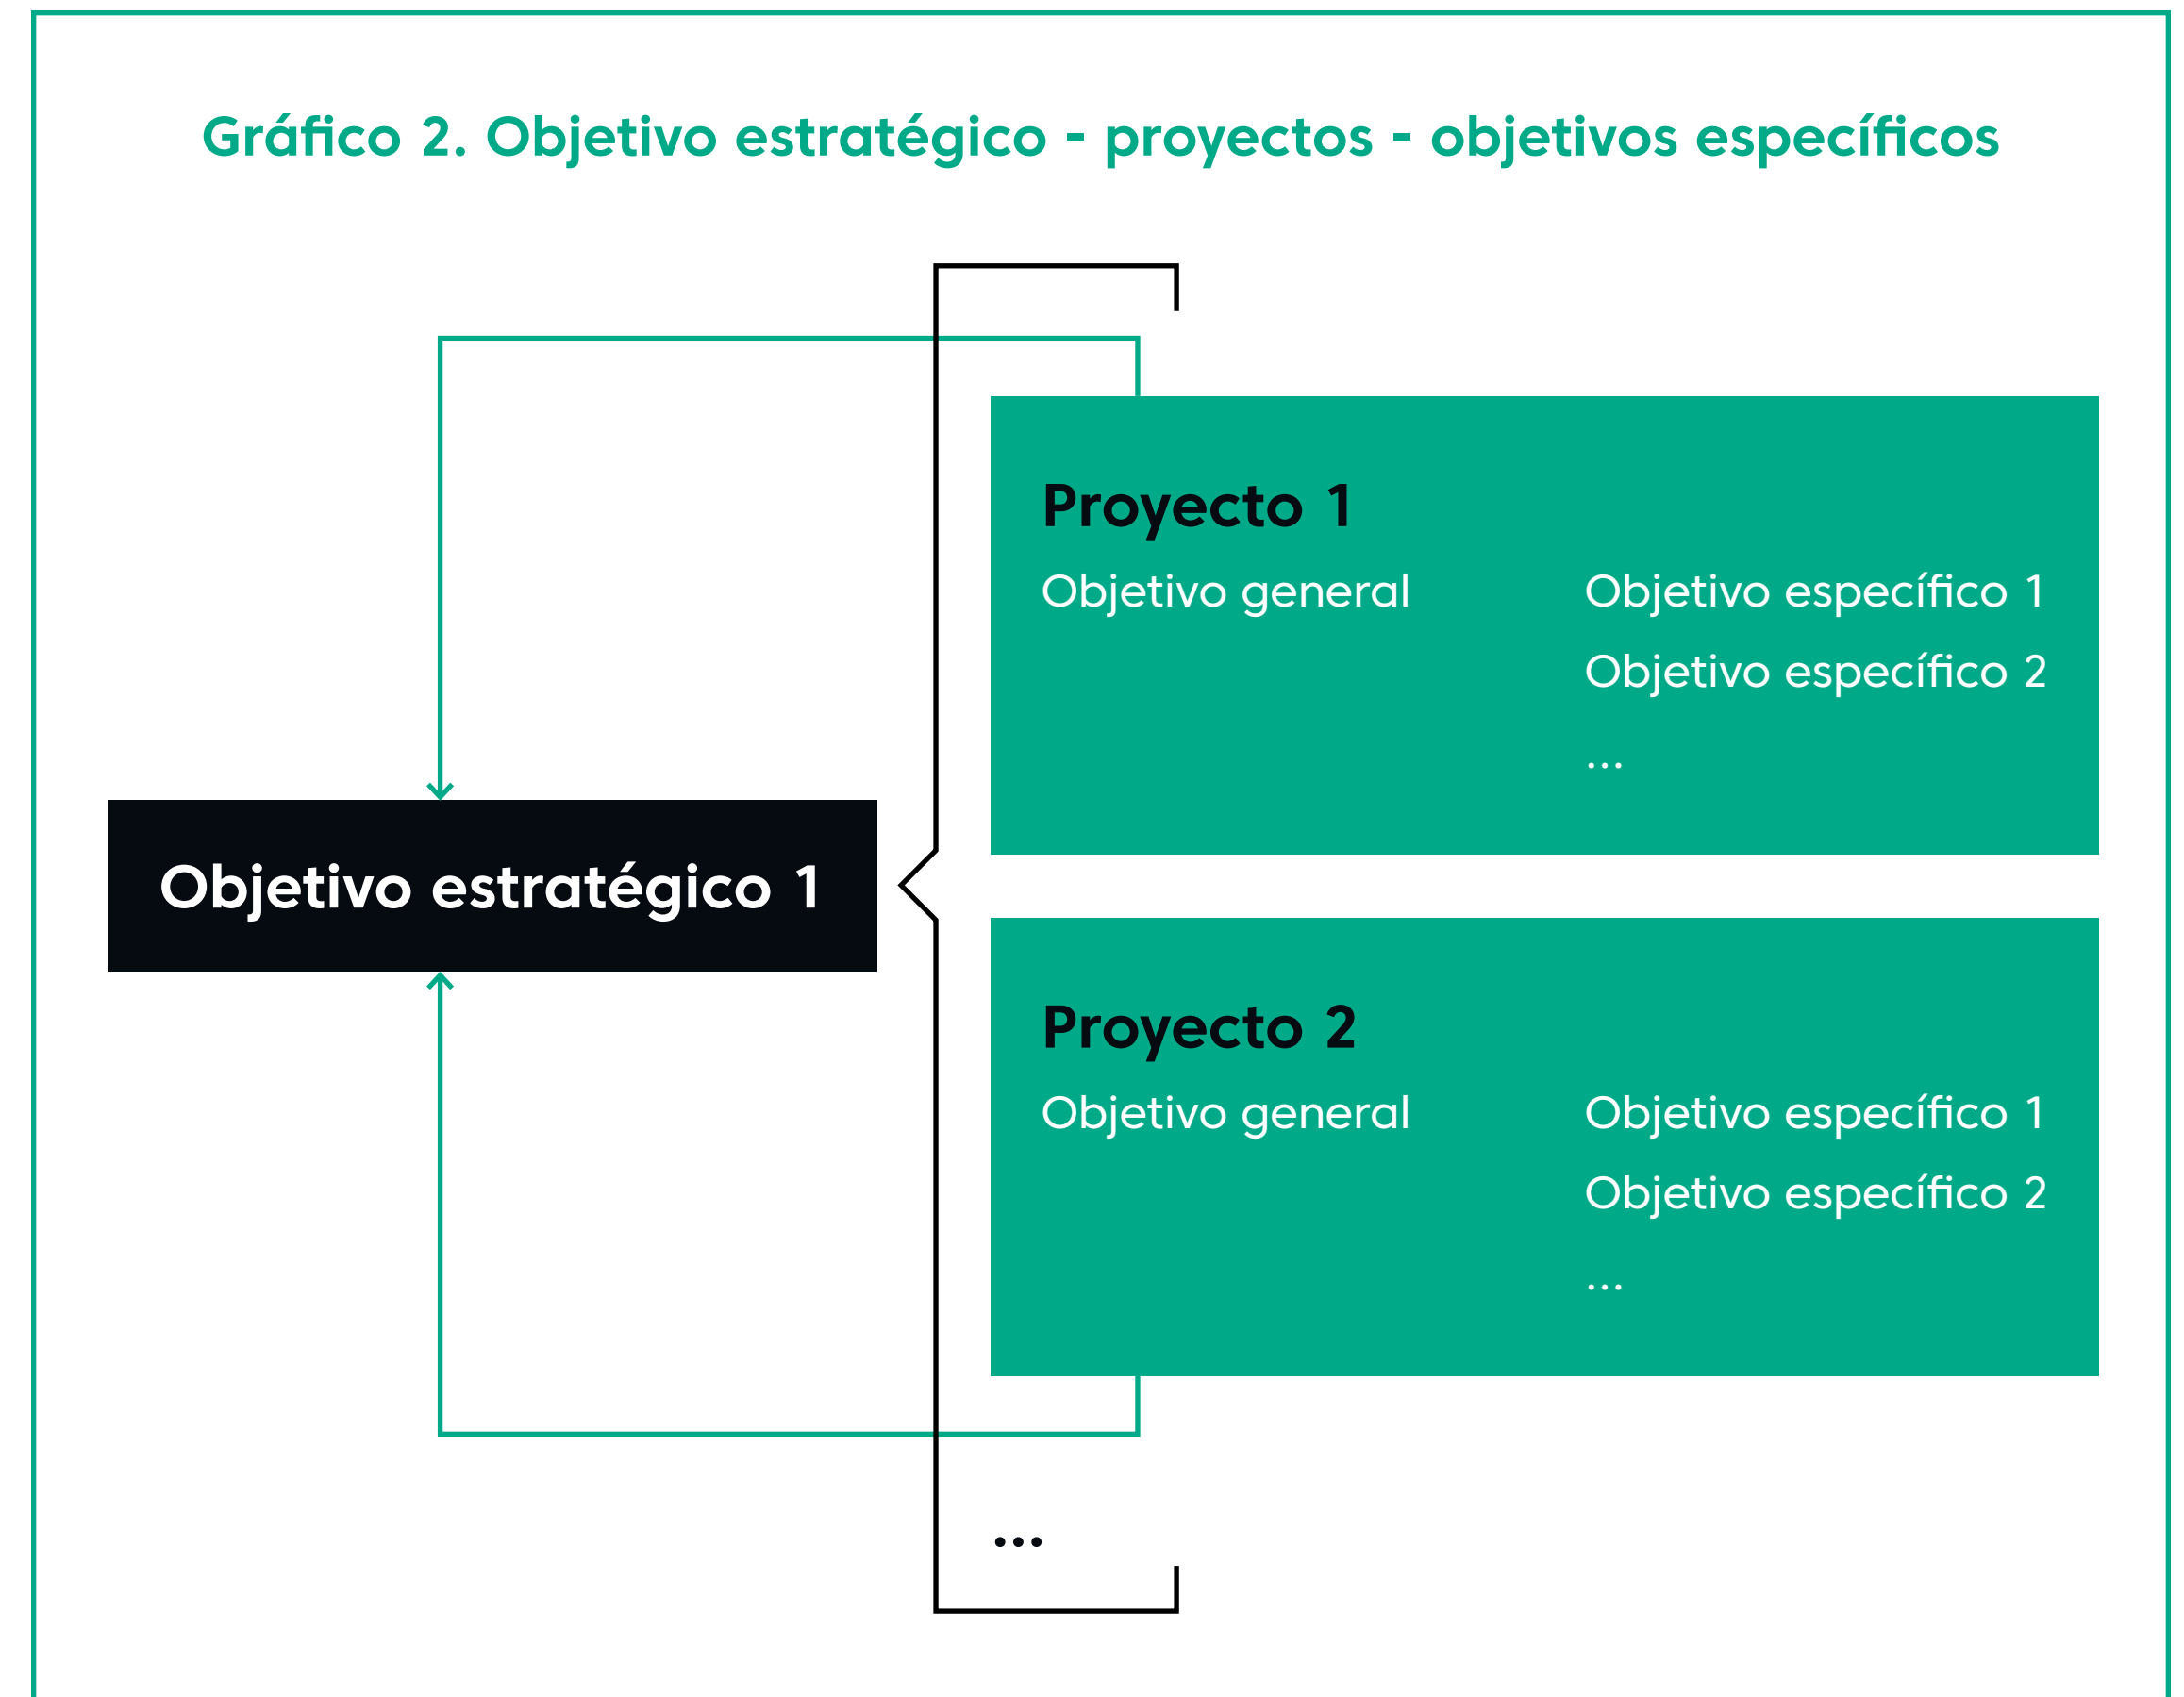 Gráfico 2. Objetivo estratégico - proyectos - objetivos específicos
Objetivo estratégico 1
Proyecto 1
Objetivo general
Objetivo específico 1
Objetivo específico 2
...
Proyecto 2
Objetivo general
Objetivo específico 1
Objetivo específico 2
...
...